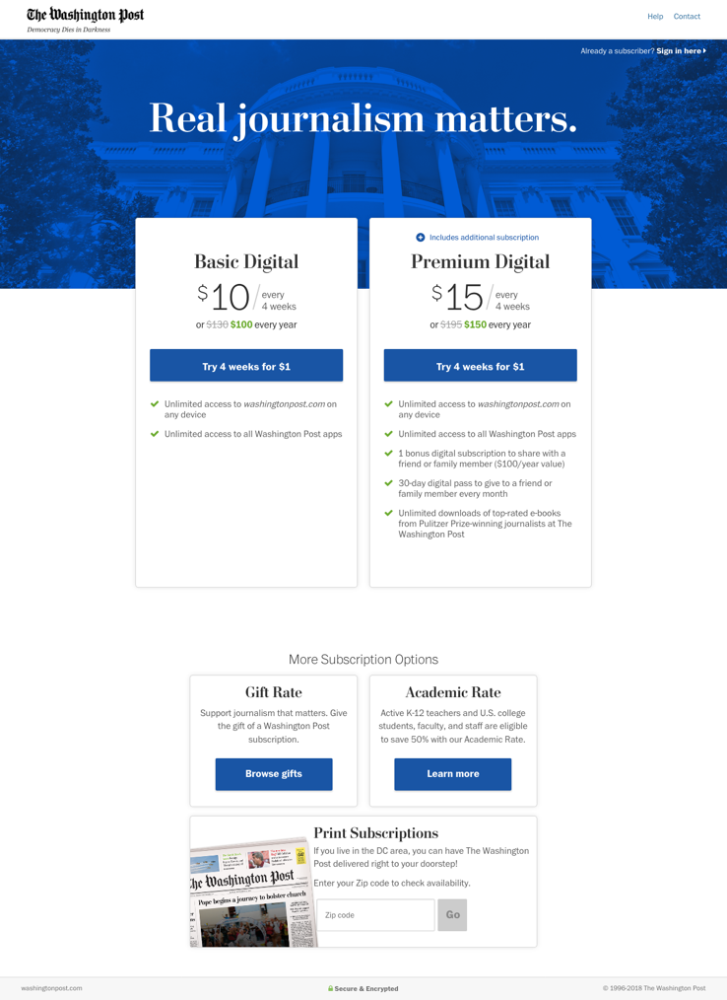 The Washington Post
Democracy Dies in Darkness
Help Contact
Already a subscriber? Sign in here
Real journalism matters.
Basic Digital
$10/every
4 weeks
or $130 $100 every year
Try 4 weeks for $1
Unlimited access to washingtonpost.com on
any device
Unlimited access to all Washington Post apps
Includes additional subscription
Premium Digital
$15/every
4 weeks
or $195 $150 every year
Try 4 weeks for $1
Unlimited access to washingtonpost.com on
any device
Unlimited access to all Washington Post apps
1 bonus digital subscription to share with a
friend or family member ($100/year value)
30-day digital pass to give to a friend or
family member every month
Unlimited downloads of top-rated e-books
from Pulitzer Prize-winning journalists at The
Washington Post
More Subscription Options
Gift Rate
Support journalism that matters. Give
the gift of a Washington Post
subscription.
Browse gifts
Academic Rate
Active K-12 teachers and U.S. college
students, faculty, and staff are eligible
to save 50% with our Academic Rate.
Learn more
he Washington Post
Pope begins a journey to bolster church
Print Subscriptions
If you live in the DC area, you can have The Washington
Post delivered right to your doorstep!
Enter your Zip code to check availability.
Zip code
Go
washingtonpost.com
Secure & Encrypted
© 1996-2018 The Washington Post